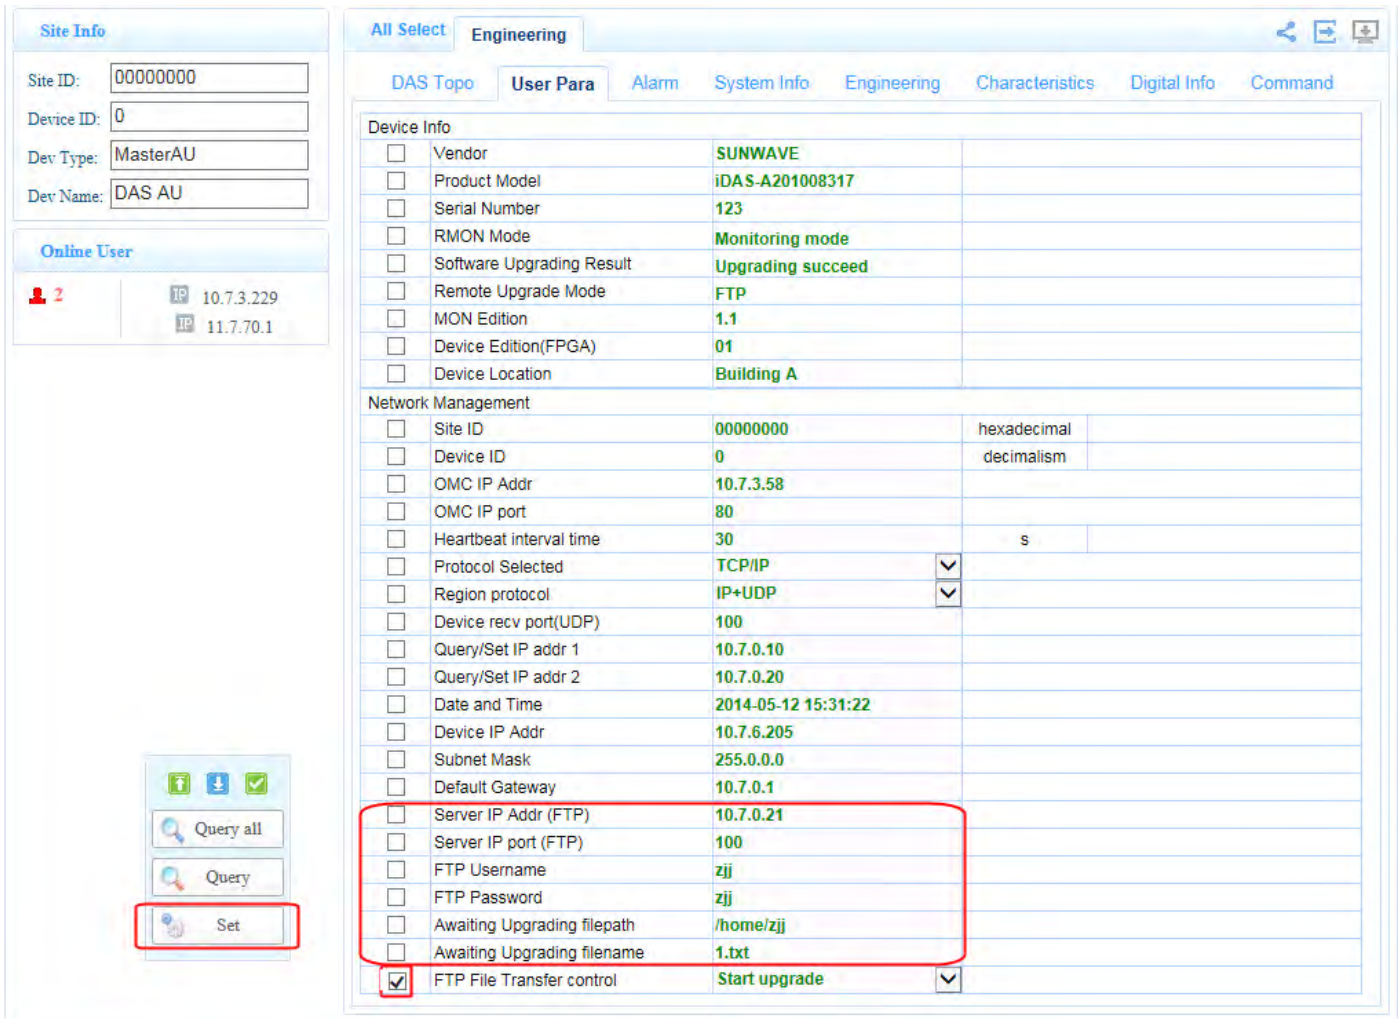 Site Info
Site ID: 00000000
Device ID: 0
Dev Type: MasterAU
Dev Name: DAS AU
Online User
2 IP 10.7.3.229
IP 11.7.70.1
Query all
Query
Set
All Select Engineering
DAS Topo User Para Alarm System Info Engineering Characteristics Digital Info Command
Device Info
Vendor SUNWAVE
Product Model iDAS-A201008317
Serial Number 123
RMON Mode Monitoring mode
Software Upgrading Result Upgrading succeed
Remote Upgrade Mode FTP
MON Edition 1.1
Device Edition(FPGA) 01
Device Location Building A
Network Management
Site ID 00000000 hexadecimal
Device ID 0 decimalism
OMC IP Addr 10.7.3.58
OMC IP port 80
Heartbeat interval time 30 s
Protocol Selected TCP/IP
Region protocol IP+UDP
Device recv port(UDP) 100
Query/Set IP addr 1 10.7.0.10
Query/Set IP addr 2 10.7.0.20
Date and Time 2014-05-12 15:31:22
Device IP Addr 10.7.6.205
Subnet Mask 255.0.0.0
Default Gateway 10.7.0.1
Server IP Addr (FTP) 10.7.0.21
Server IP port (FTP) 100
FTP Username zjj
FTP Password zjj
Awaiting Upgrading filepath /home/zjj
Awaiting Upgrading filename 1.txt
FTP File Transfer control Start upgrade